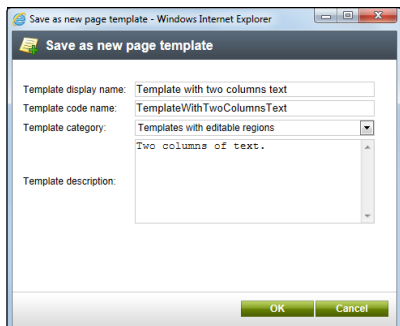 Save as new page template - Windows Internet Explorer
Save as new page template
Template display name: Template with two columns text
Template code name: TemplateWithTwoColumnsText
Template category: Templates with editable regions
Template description: Two columns of text.
OK Cancel